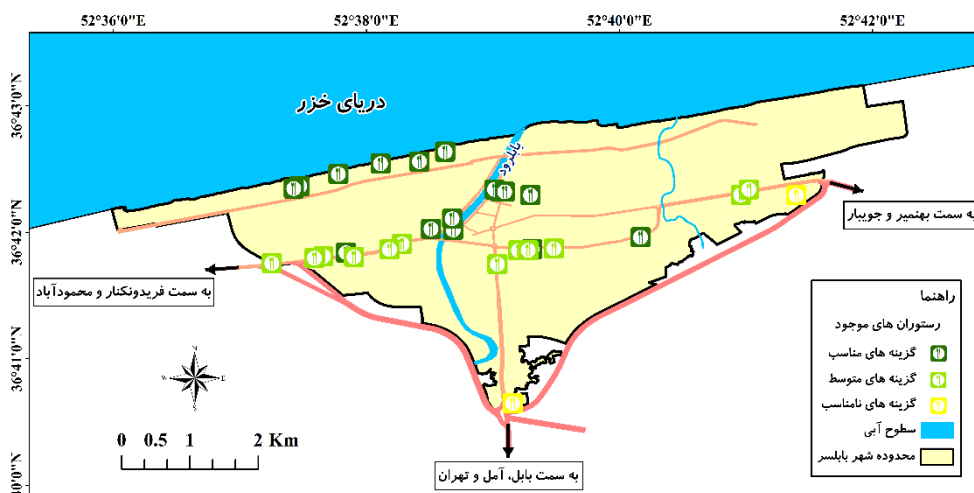 52°36'0"E 52°38'0"E 52°40'0"E 52°42'0"E
36°43'0"N
36°42'0"N
36°41'0"N
40'0"N
دریای خزر
بابلرود
به سمت بهنمیر و جویبار
به سمت فریدونکنار و محمودآباد
به سمت بابل، آمل و تهران
N
W E
S
0 0.5 1 2 Km
راهنما
رستوران های موجود
گزینه های مناسب
گزینه های متوسط
گزینه های نامناسب
سطوح آبی
محدوده شهر بابلسر